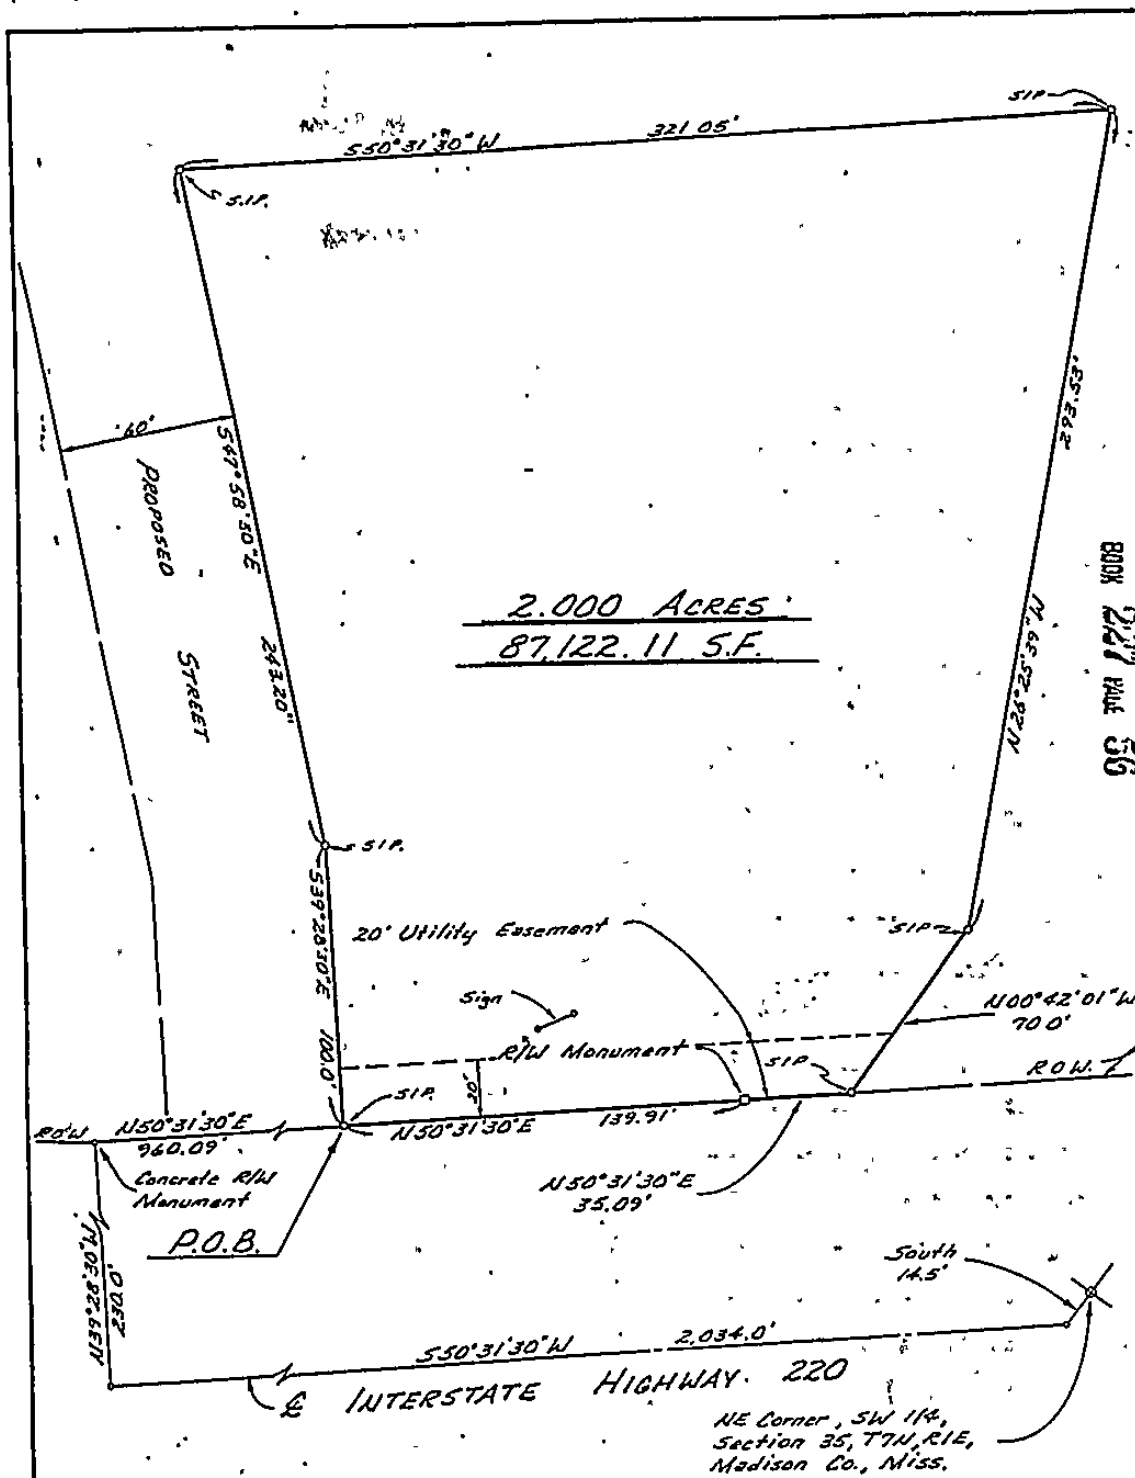 SIP
S50°31'30"W 321.05'
S.I.P.
60'
PROPOSED
STREET
S47°58'30"E 243.20"
293.53'
N26°25'39"W
2.000 ACRES
87,122.11 S.F.
BOOK 227 PAGE 56
SIP.
S39°28'30"E 100.0'
20' Utility Easement
SIP
Sign
N00°42'01"W
70.0'
R/W Monument
SIP
R.O.W.
20'
SIP.
ROW
N50°31'30"E
960.09'
N50°31'30"E 139.91'
Concrete R/W
Monument
N50°31'30"E
35.09'
P.O.B.
N39°28'30"W
230.0'
South
14.5'
S50°31'30"W 2,034.0'
℄ INTERSTATE HIGHWAY. 220
NE Corner, SW 1/4,
Section 35, T7N, R1E,
Madison Co., Miss.